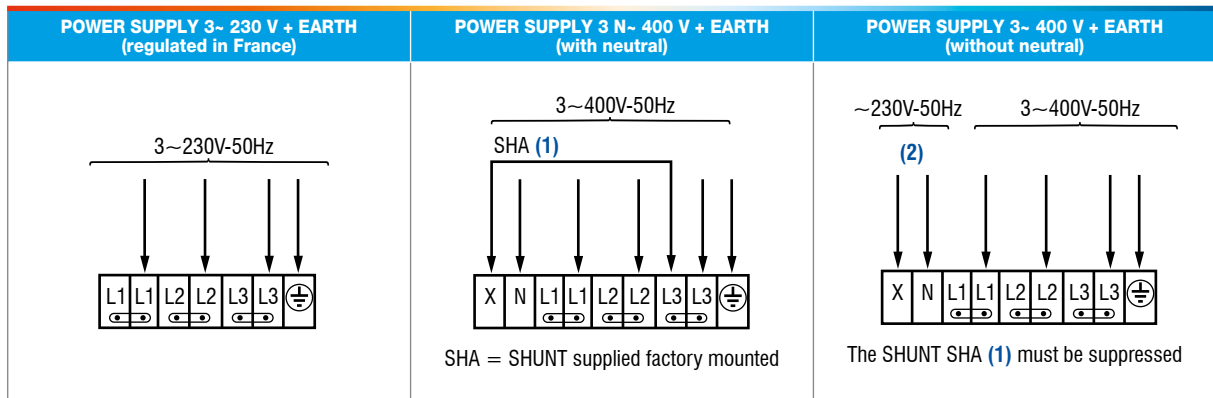 POWER SUPPLY 3~ 230 V + EARTH
(regulated in France)
3~230V-50Hz
L1 L1 L2 L2 L3 L3
POWER SUPPLY 3 N~ 400 V + EARTH
(with neutral)
3~400V-50Hz
SHA (1)
X N L1 L1 L2 L2 L3 L3
SHA = SHUNT supplied factory mounted
POWER SUPPLY 3~ 400 V + EARTH
(without neutral)
~230V-50Hz 3~400V-50Hz
(2)
X N L1 L1 L2 L2 L3 L3
The SHUNT SHA (1) must be suppressed